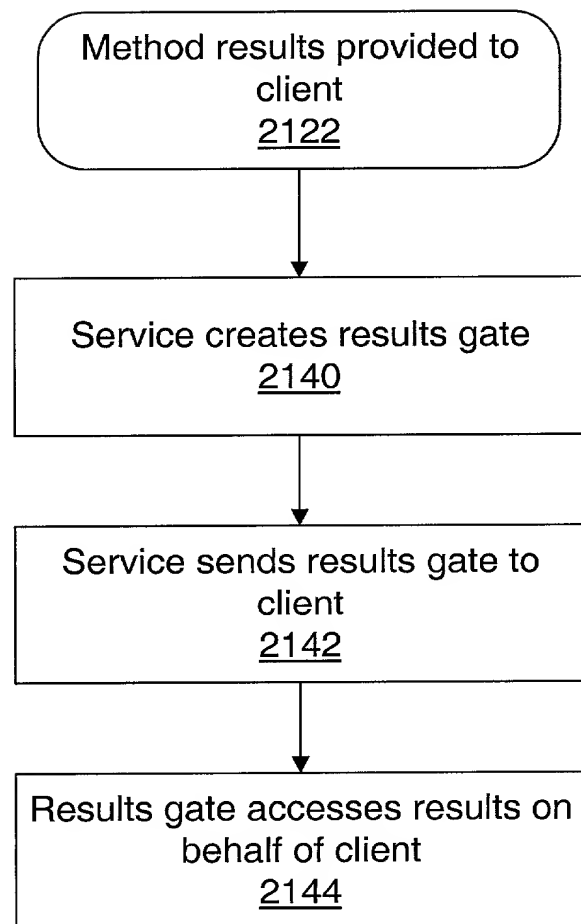 Method results provided to
client
2122
Service creates results gate
2140
Service sends results gate to
client
2142
Results gate accesses results on
behalf of client
2144